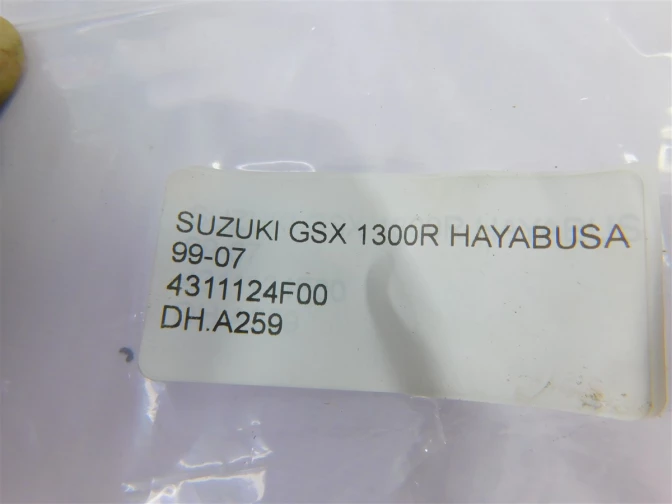 SUZUKI GSX 1300R HAYABUSA
99-07
4311124F00
DH.A259